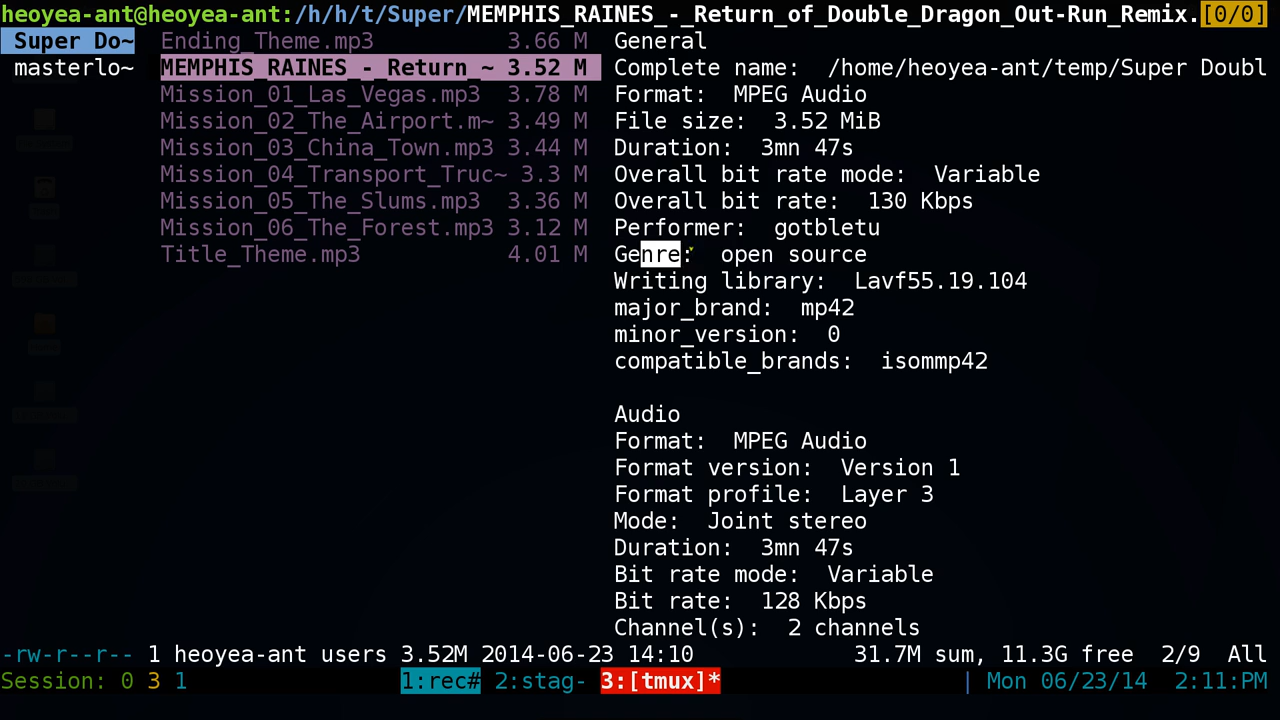 heoyea-ant@heoyea-ant:/h/h/t/Super/MEMPHIS_RAINES_-_Return_of_Double_Dragon_Out-Run_Remix.[0/0]
Super Do~ Ending_Theme.mp3 3.66 M General
masterlo~ MEMPHIS_RAINES_-_Return_~ 3.52 M Complete name:  /home/heoyea-ant/temp/Super Doubl
Mission_01_Las_Vegas.mp3 3.78 M Format:  MPEG Audio
Mission_02_The_Airport.m~ 3.49 M File size:  3.52 MiB
Mission_03_China_Town.mp3 3.44 M Duration:  3mn 47s
Mission_04_Transport_Truc~ 3.3 M Overall bit rate mode:  Variable
Mission_05_The_Slums.mp3 3.36 M Overall bit rate:  130 Kbps
Mission_06_The_Forest.mp3 3.12 M Performer:  gotbletu
Title_Theme.mp3 4.01 M Genre:  open source
Writing library:  Lavf55.19.104
major_brand:  mp42
minor_version:  0
compatible_brands:  isommp42
Audio
Format:  MPEG Audio
Format version:  Version 1
Format profile:  Layer 3
Mode:  Joint stereo
Duration:  3mn 47s
Bit rate mode:  Variable
Bit rate:  128 Kbps
Channel(s):  2 channels
-rw-r--r-- 1 heoyea-ant users 3.52M 2014-06-23 14:10 31.7M sum, 11.3G free  2/9  All
Session: 0 3 1 1:rec# 2:stag- 3:[tmux]* | Mon 06/23/14  2:11:PM